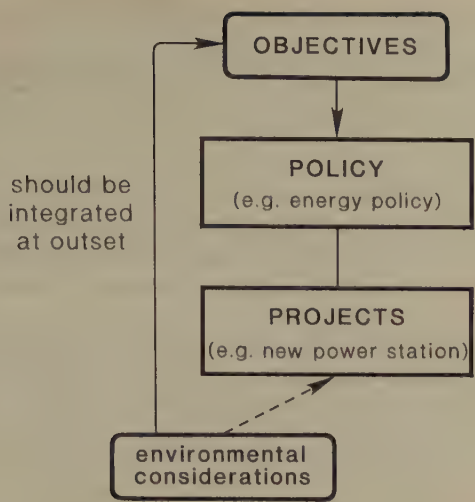 OBJECTIVES
POLICY
(e.g. energy policy)
should be
integrated
at outset
PROJECTS
(e.g. new power station)
environmental
considerations